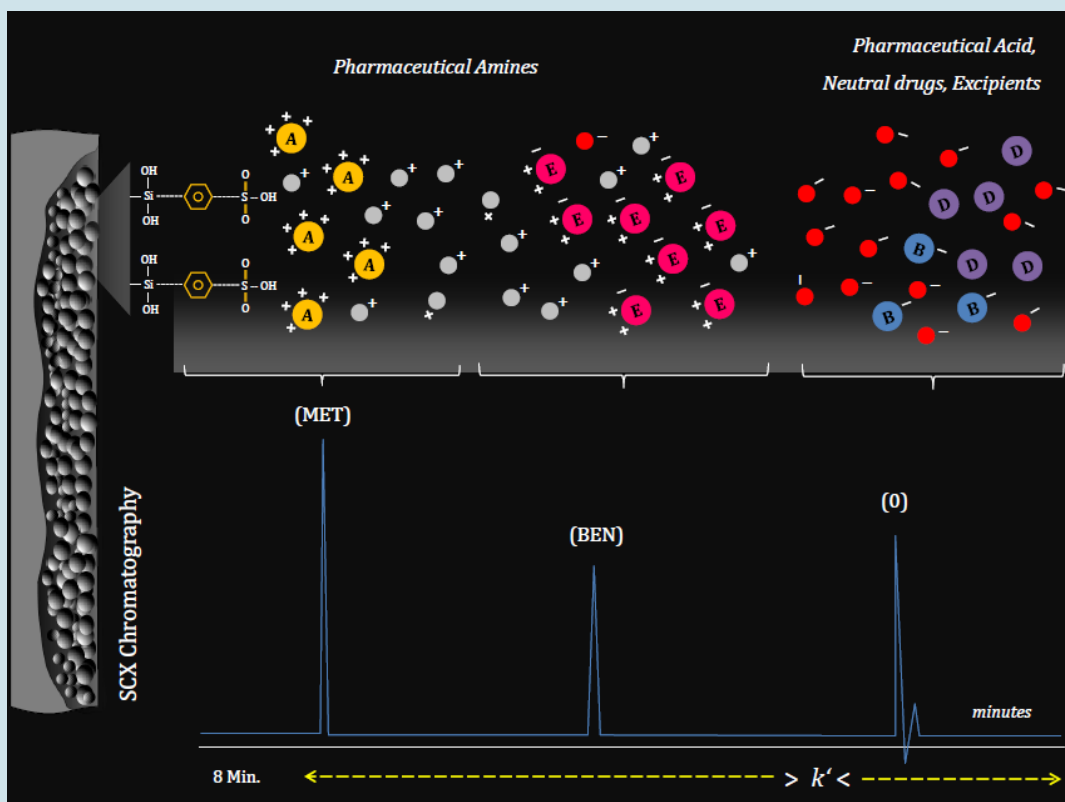 Pharmaceutical Amines
Pharmaceutical Acid,
Neutral drugs, Excipients
OH
Si
OH
O
S
OH
O
OH
Si
OH
O
S
OH
O
A
A
A
A
A
E
E
E
E
E
E
E
E
E
D
D
D
B
D
D
B
B
(MET)
(BEN)
(0)
SCX Chromatography
minutes
8 Min.
> k' <